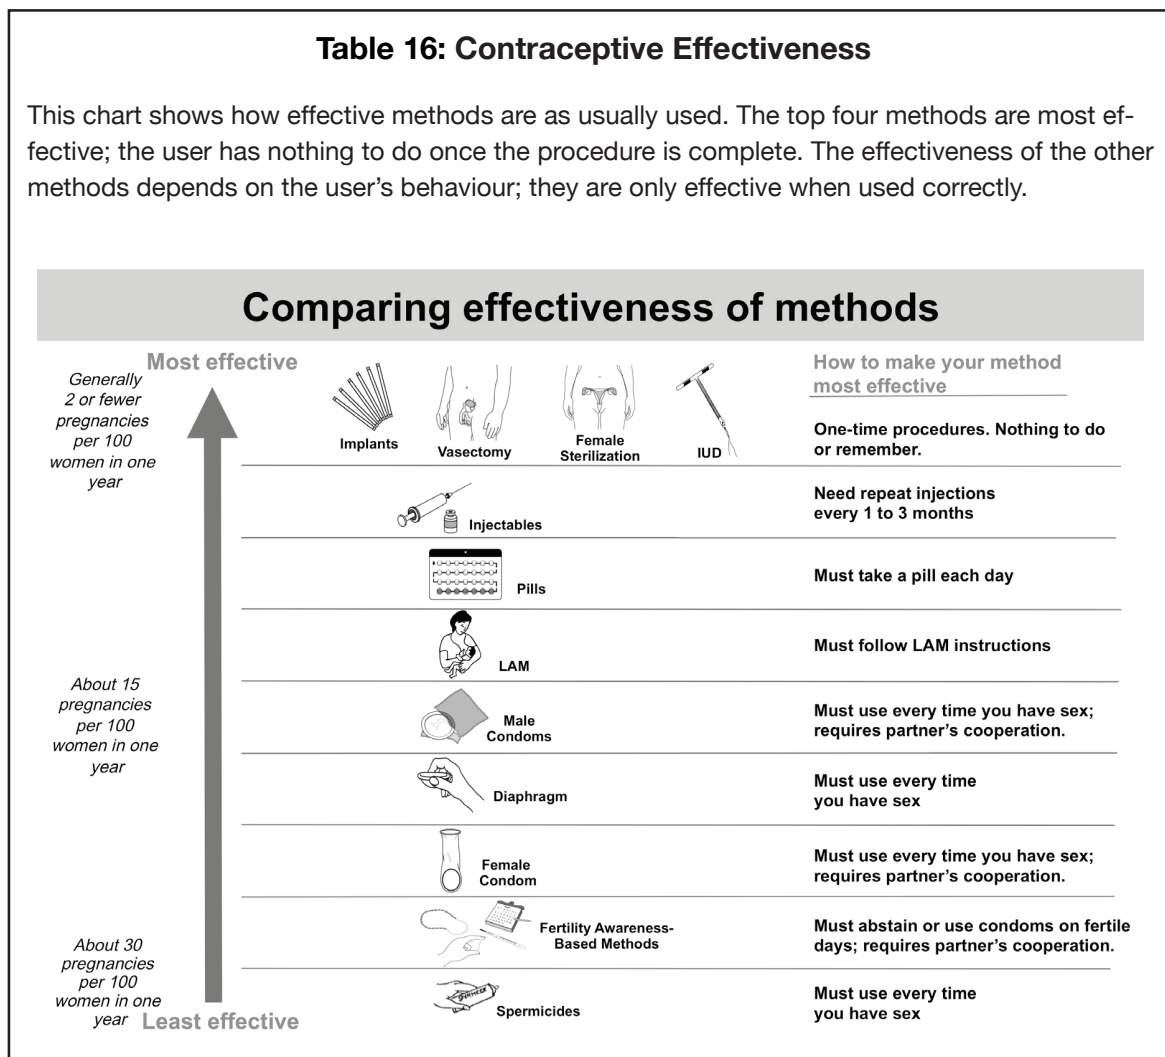 Table 16: Contraceptive Effectiveness
This chart shows how effective methods are as usually used. The top four methods are most ef-
fective; the user has nothing to do once the procedure is complete. The effectiveness of the other
methods depends on the user's behaviour; they are only effective when used correctly.
Comparing effectiveness of methods
Most effective
Generally
2 or fewer
pregnancies
per 100
women in one
year
How to make your method
most effective
Implants
Vasectomy
Female
Sterilization
IUD
One-time procedures. Nothing to do
or remember.
Injectables
Need repeat injections
every 1 to 3 months
Pills
Must take a pill each day
LAM
Must follow LAM instructions
About 15
pregnancies
per 100
women in one
year
Male
Condoms
Must use every time you have sex;
requires partner's cooperation.
Diaphragm
Must use every time
you have sex
Female
Condom
Must use every time you have sex;
requires partner's cooperation.
Fertility Awareness-
Based Methods
Must abstain or use condoms on fertile
days; requires partner's cooperation.
About 30
pregnancies
per 100
women in one
year
Least effective
Spermicides
Must use every time
you have sex